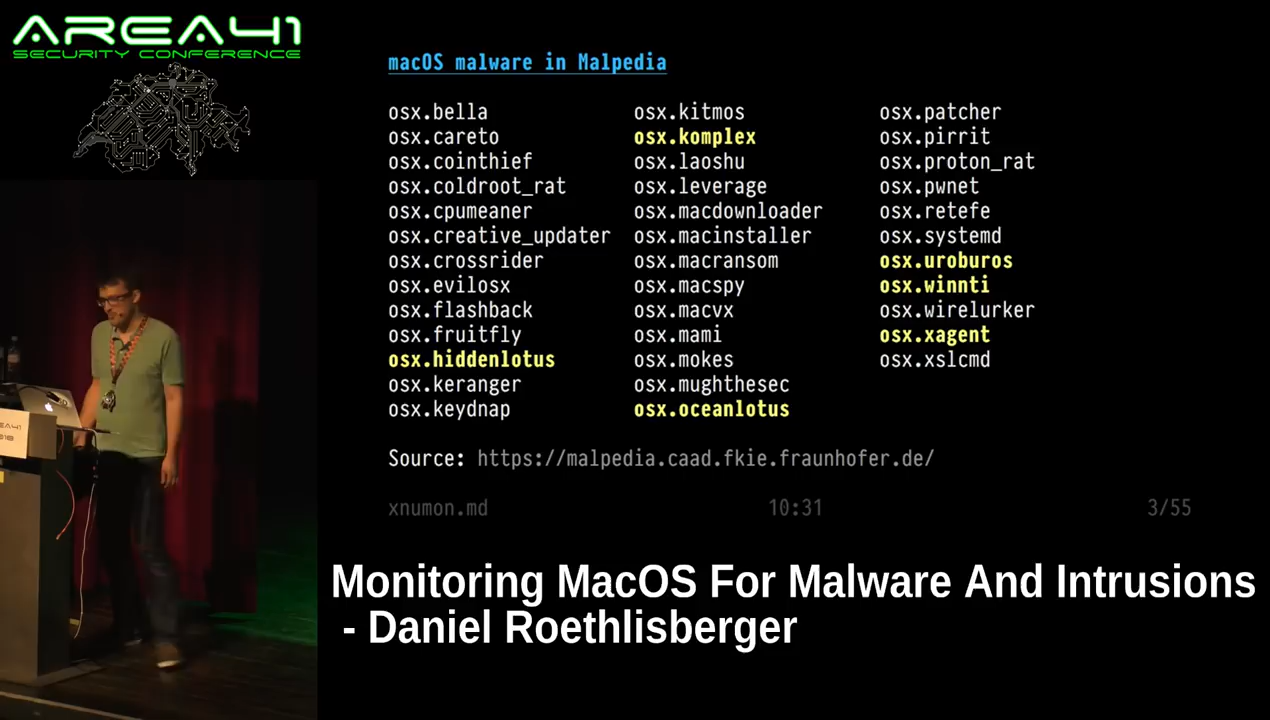 AREA41
SECURITY CONFERENCE
macOS malware in Malpedia
osx.bella
osx.careto
osx.cointhief
osx.coldroot_rat
osx.cpumeaner
osx.creative_updater
osx.crossrider
osx.evilosx
osx.flashback
osx.fruitfly
osx.hiddenlotus
osx.keranger
osx.keydnap
osx.kitmos
osx.komplex
osx.laoshu
osx.leverage
osx.macdownloader
osx.macinstaller
osx.macransom
osx.macspy
osx.macvx
osx.mami
osx.mokes
osx.mughthesec
osx.oceanlotus
osx.patcher
osx.pirrit
osx.proton_rat
osx.pwnet
osx.retefe
osx.systemd
osx.uroburos
osx.winnti
osx.wirelurker
osx.xagent
osx.xslcmd
Source: https://malpedia.caad.fkie.fraunhofer.de/
xnumon.md 10:31 3/55
Monitoring MacOS For Malware And Intrusions
- Daniel Roethlisberger